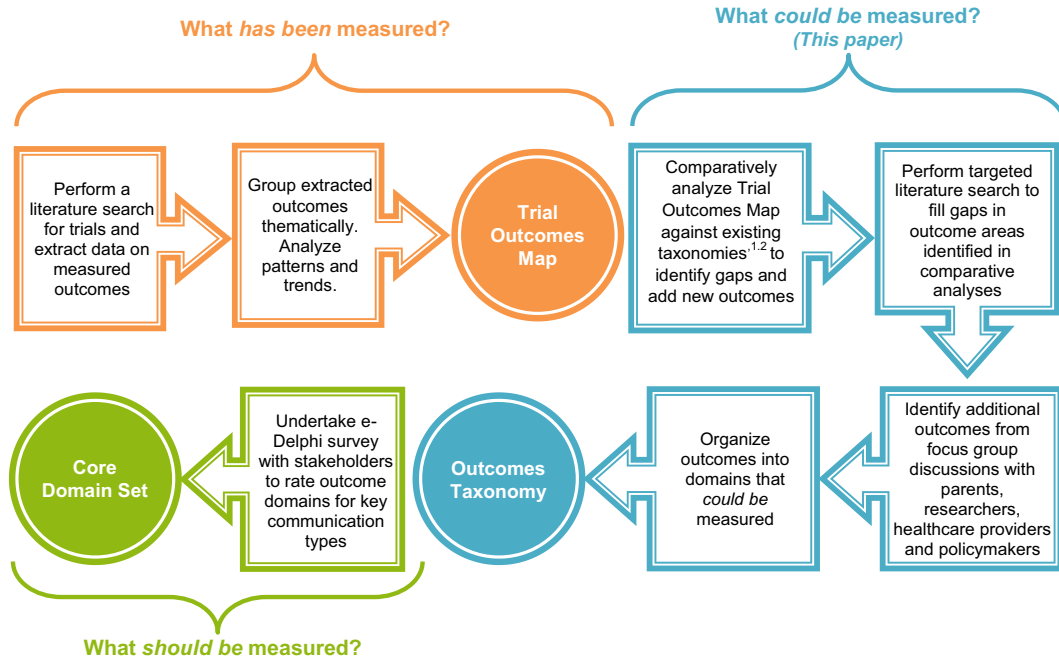 What has been measured?
What could be measured?
(This paper)
Perform a
literature search
for trials and
extract data on
measured
outcomes
Group extracted
outcomes
thematically.
Analyze
patterns and
trends.
Trial
Outcomes
Map
Comparatively
analyze Trial
Outcomes Map
against existing
taxonomies,1.2 to
identify gaps and
add new outcomes
Perform targeted
literature search to
fill gaps in
outcome areas
identified in
comparative
analyses
Identify additional
outcomes from
focus group
discussions with
parents,
researchers,
healthcare providers
and policymakers
Organize
outcomes into
domains that
could be
measured
Outcomes
Taxonomy
Undertake e-
Delphi survey
with stakeholders
to rate outcome
domains for key
communication
types
Core
Domain Set
What should be measured?